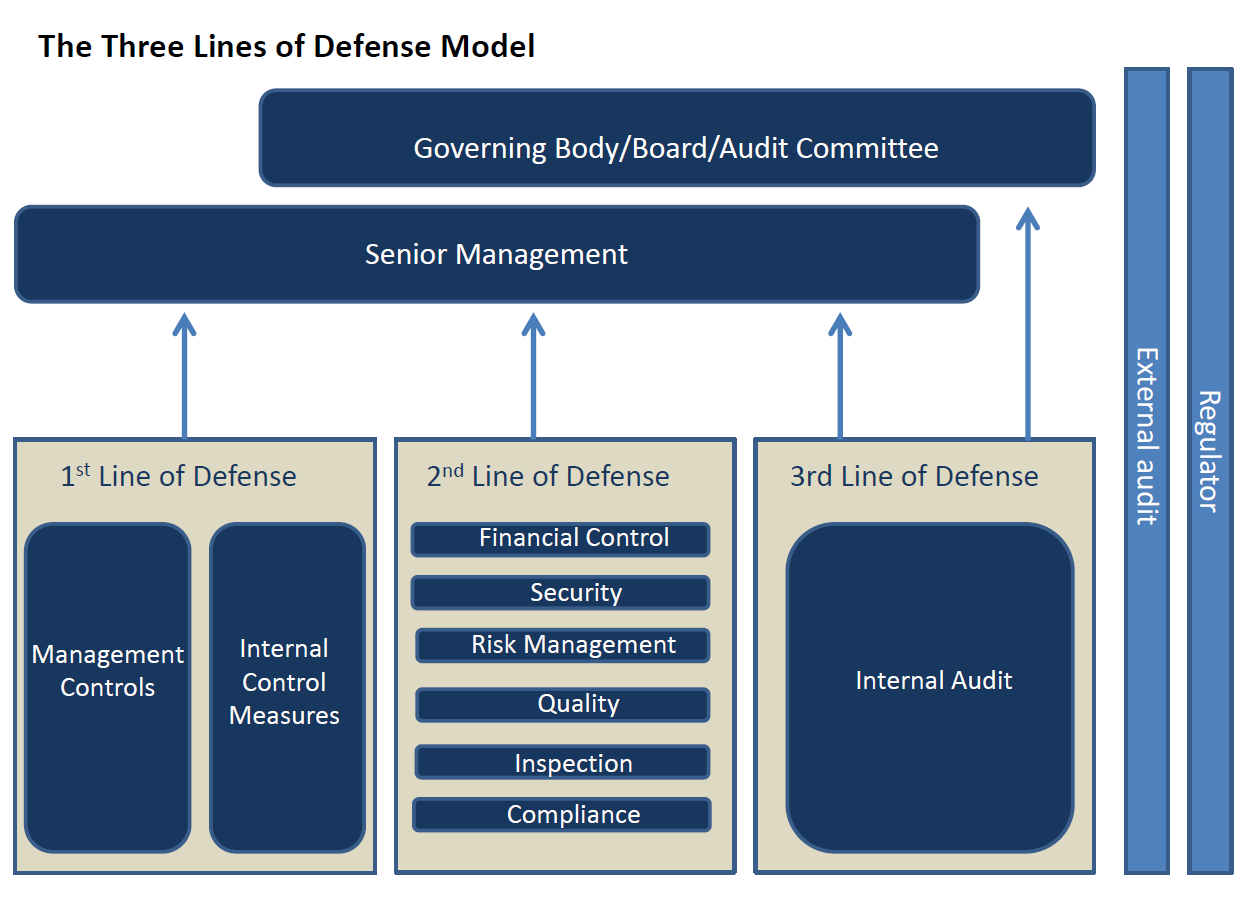 The Three Lines of Defense Model
Governing Body/Board/Audit Committee
Senior Management
1st Line of Defense
Management
Controls
Internal
Control
Measures
2nd Line of Defense
Financial Control
Security
Risk Management
Quality
Inspection
Compliance
3rd Line of Defense
Internal Audit
External audit
Regulator